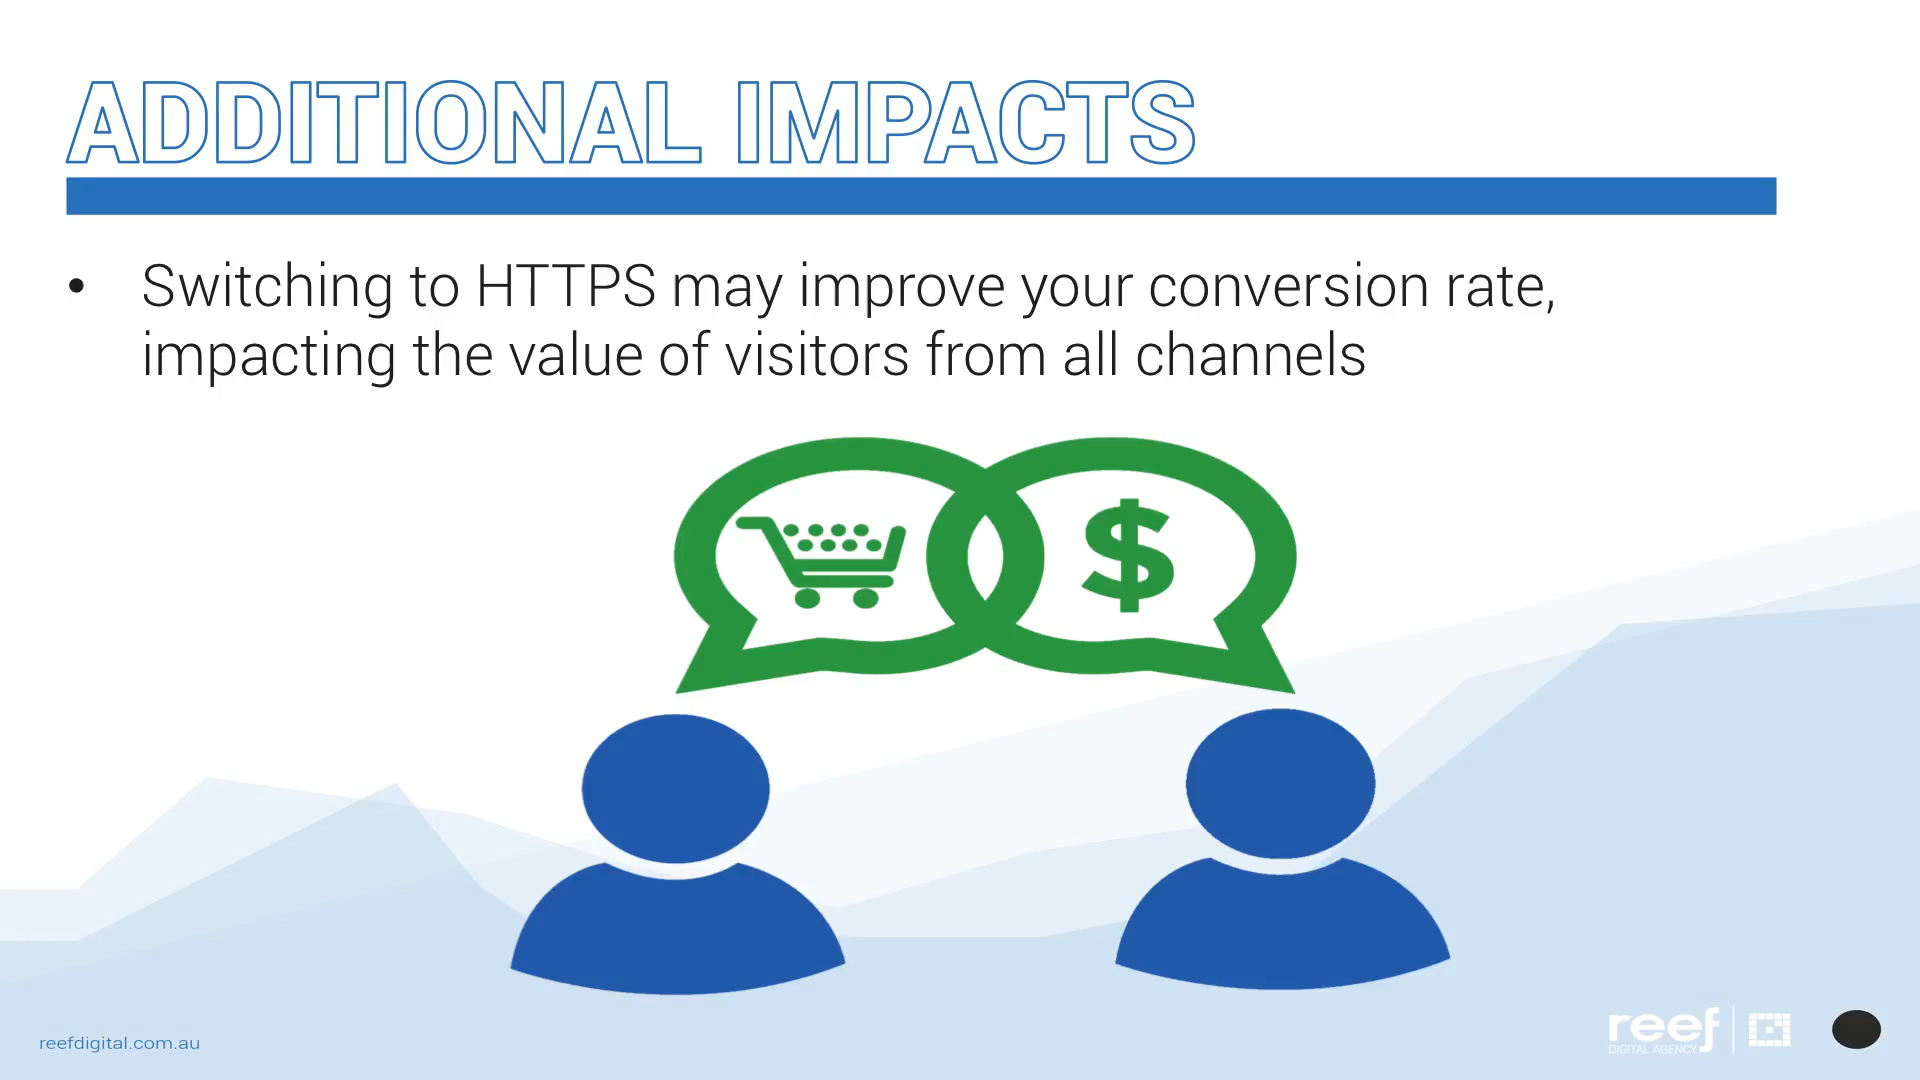 ADDITIONAL IMPACTS
• Switching to HTTPS may improve your conversion rate,
impacting the value of visitors from all channels
$
reefdigital.com.au
reef
DIGITAL AGENCY